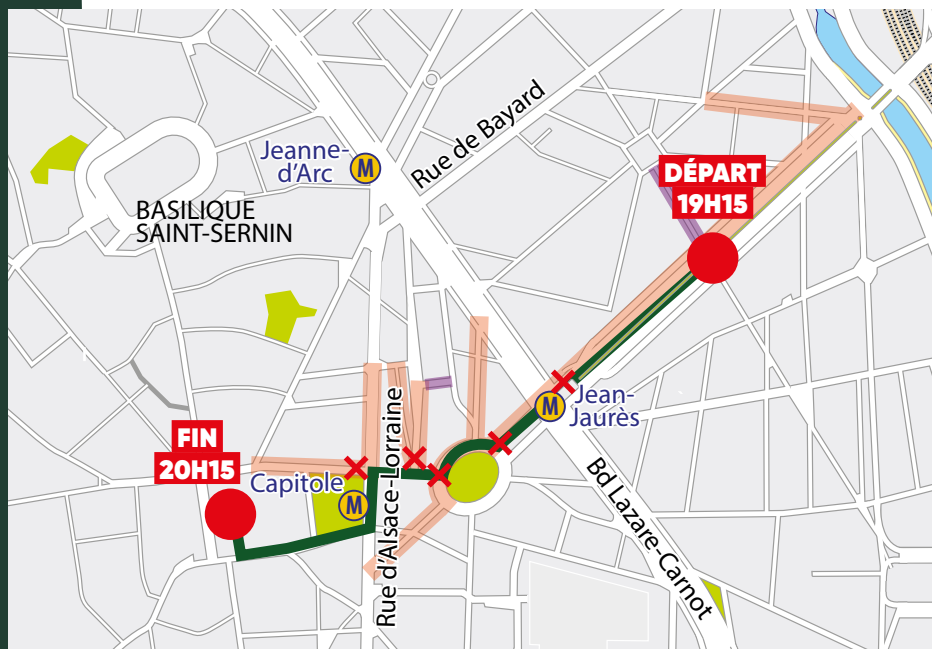 Jeanne-
d'Arc
M
Rue de Bayard
DÉPART
19H15
BASILIQUE
SAINT-SERNIN
M
Jean-
Jaurès
Rue d'Alsace-Lorraine
FIN
20H15
Capitole
M
Bd Lazare-Carnot